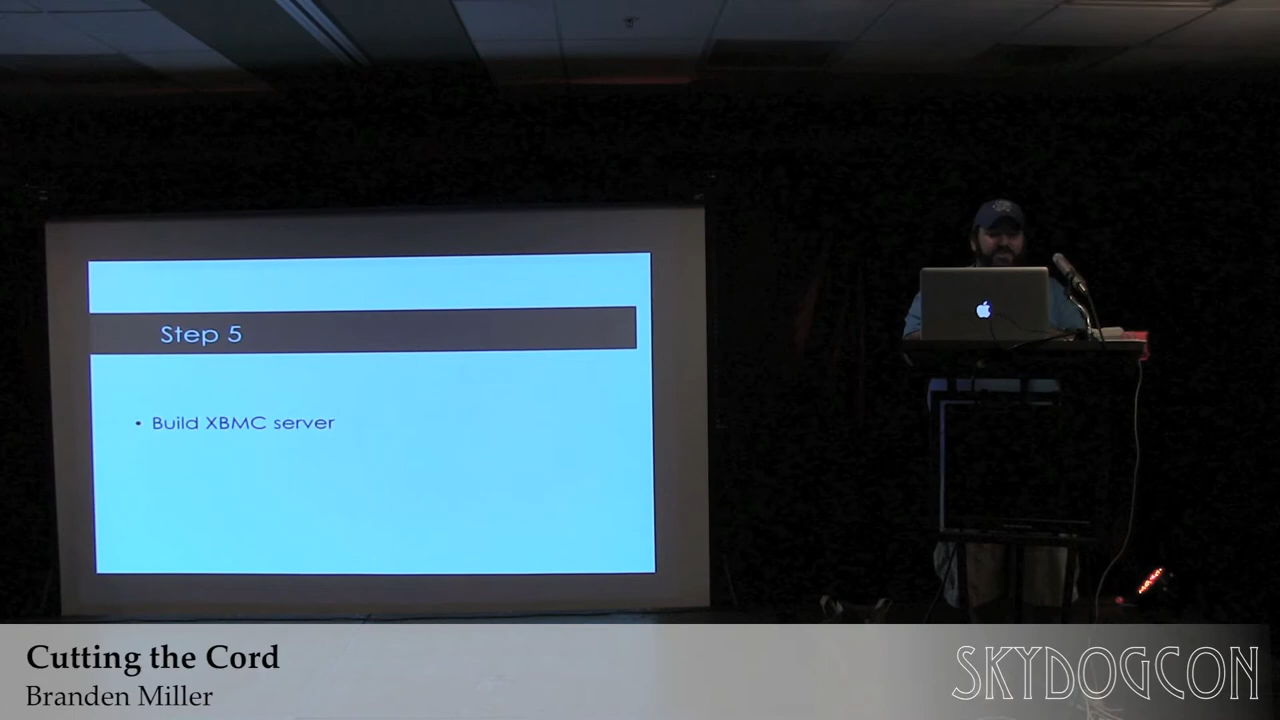 Step 5
• Build XBMC server
Cutting the Cord
Branden Miller
SKYDOGCON